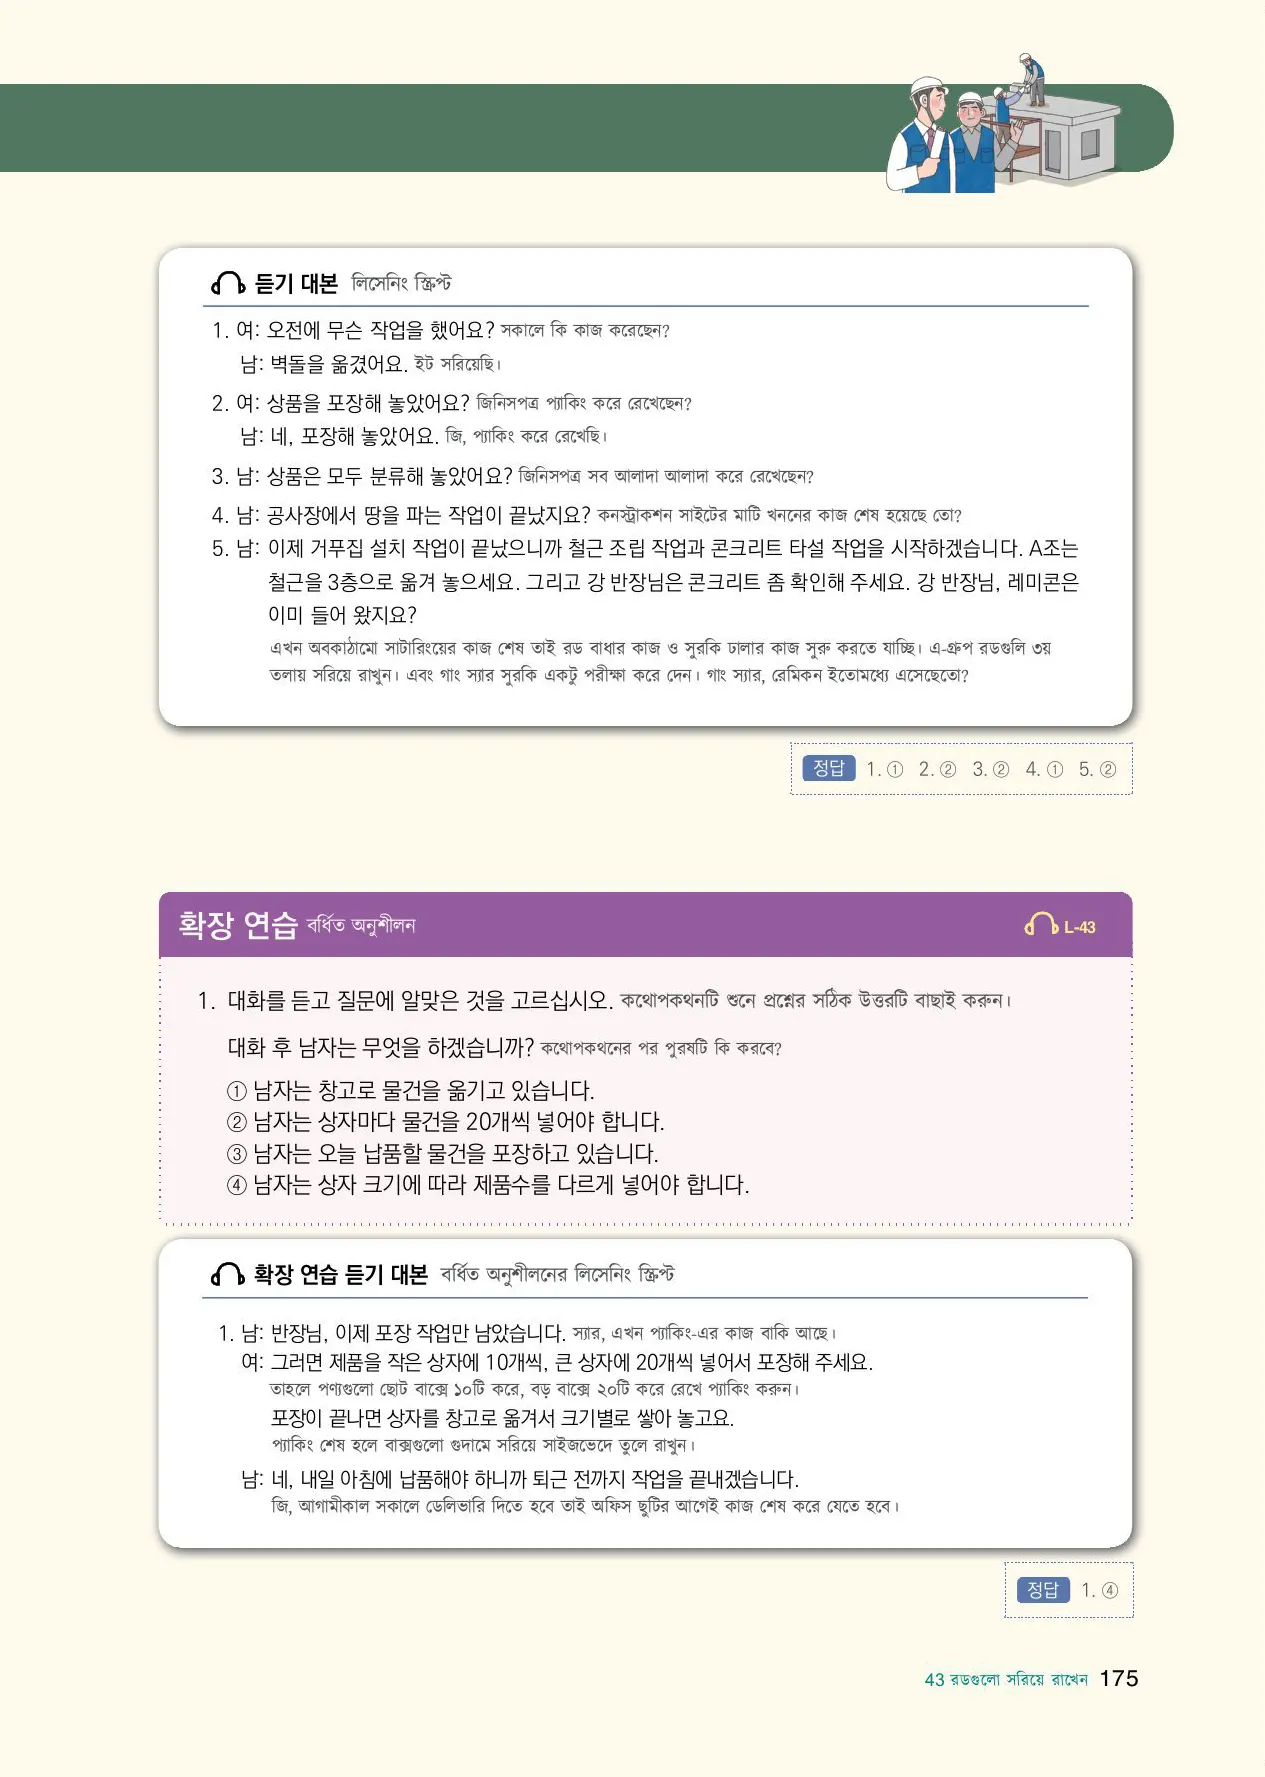 듣기 대본 লিসেনিং স্ক্রিপ্ট
1. 여: 오전에 무슨 작업을 했어요? সকালে কি কাজ করেছেন?
남: 벽돌을 옮겼어요. ইট সরিয়েছি।
2. 여: 상품을 포장해 놓았어요? জিনিসপত্র প্যাকিং করে রেখেছেন?
남: 네, 포장해 놓았어요. জি, প্যাকিং করে রেখেছি।
3. 남: 상품은 모두 분류해 놓았어요? জিনিসপত্র সব আলাদা আলাদা করে রেখেছেন?
4. 남: 공사장에서 땅을 파는 작업이 끝났지요? কনস্ট্রাকশন সাইটের মাটি খননের কাজ শেষ হয়েছে তো?
5. 남: 이제 거푸집 설치 작업이 끝났으니까 철근 조립 작업과 콘크리트 타설 작업을 시작하겠습니다. A조는
철근을 3층으로 옮겨 놓으세요. 그리고 강 반장님은 콘크리트 좀 확인해 주세요. 강 반장님, 레미콘은
이미 들어 왔지요?
এখন অবকাঠামো সাটারিংয়ের কাজ শেষ তাই রড বাধার কাজ ও সুরকি ঢালার কাজ সুরু করতে যাচ্ছি। এ-গ্রুপ রডগুলি ৩য়
তলায় সরিয়ে রাখুন। এবং গাং স্যার সুরকি একটু পরীক্ষা করে দেন। গাং স্যার, রেমিকন ইতোমধ্যে এসেছেতো?
정답 1. ① 2. ② 3. ② 4. ① 5. ②
확장 연습 বর্ধিত অনুশীলন L-43
1. 대화를 듣고 질문에 알맞은 것을 고르십시오. কথোপকথনটি শুনে প্রশ্নের সঠিক উত্তরটি বাছাই করুন।
대화 후 남자는 무엇을 하겠습니까? কথোপকথনের পর পুরষটি কি করবে?
① 남자는 창고로 물건을 옮기고 있습니다.
② 남자는 상자마다 물건을 20개씩 넣어야 합니다.
③ 남자는 오늘 납품할 물건을 포장하고 있습니다.
④ 남자는 상자 크기에 따라 제품수를 다르게 넣어야 합니다.
확장 연습 듣기 대본 বর্ধিত অনুশীলনের লিসেনিং স্ক্রিপ্ট
1. 남: 반장님, 이제 포장 작업만 남았습니다. স্যার, এখন প্যাকিং-এর কাজ বাকি আছে।
여: 그러면 제품을 작은 상자에 10개씩, 큰 상자에 20개씩 넣어서 포장해 주세요.
তাহলে পণ্যগুলো ছোট বাক্সে ১০টি করে, বড় বাক্সে ২০টি করে রেখে প্যাকিং করুন।
포장이 끝나면 상자를 창고로 옮겨서 크기별로 쌓아 놓고요.
প্যাকিং শেষ হলে বাক্সগুলো গুদামে সরিয়ে সাইজভেদে তুলে রাখুন।
남: 네, 내일 아침에 납품해야 하니까 퇴근 전까지 작업을 끝내겠습니다.
জি, আগামীকাল সকালে ডেলিভারি দিতে হবে তাই অফিস ছুটির আগেই কাজ শেষ করে যেতে হবে।
정답 1. ④
43 রডগুলো সরিয়ে রাখেন 175